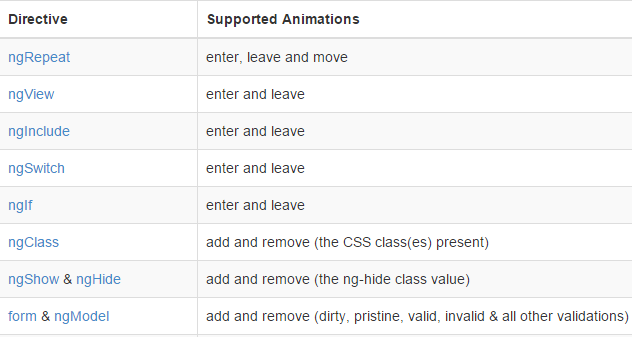 Directive Supported Animations
ngRepeat enter, leave and move
ngView enter and leave
ngInclude enter and leave
ngSwitch enter and leave
ngIf enter and leave
ngClass add and remove (the CSS class(es) present)
ngShow & ngHide add and remove (the ng-hide class value)
form & ngModel add and remove (dirty, pristine, valid, invalid & all other validations)